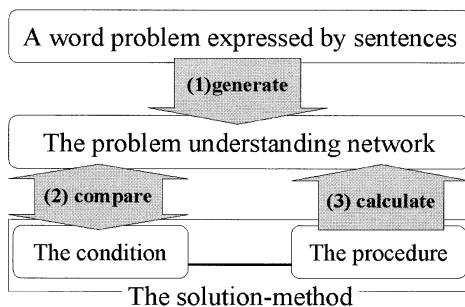 A word problem expressed by sentences
(1)generate
The problem understanding network
(2) compare
(3) calculate
The condition
The procedure
The solution-method